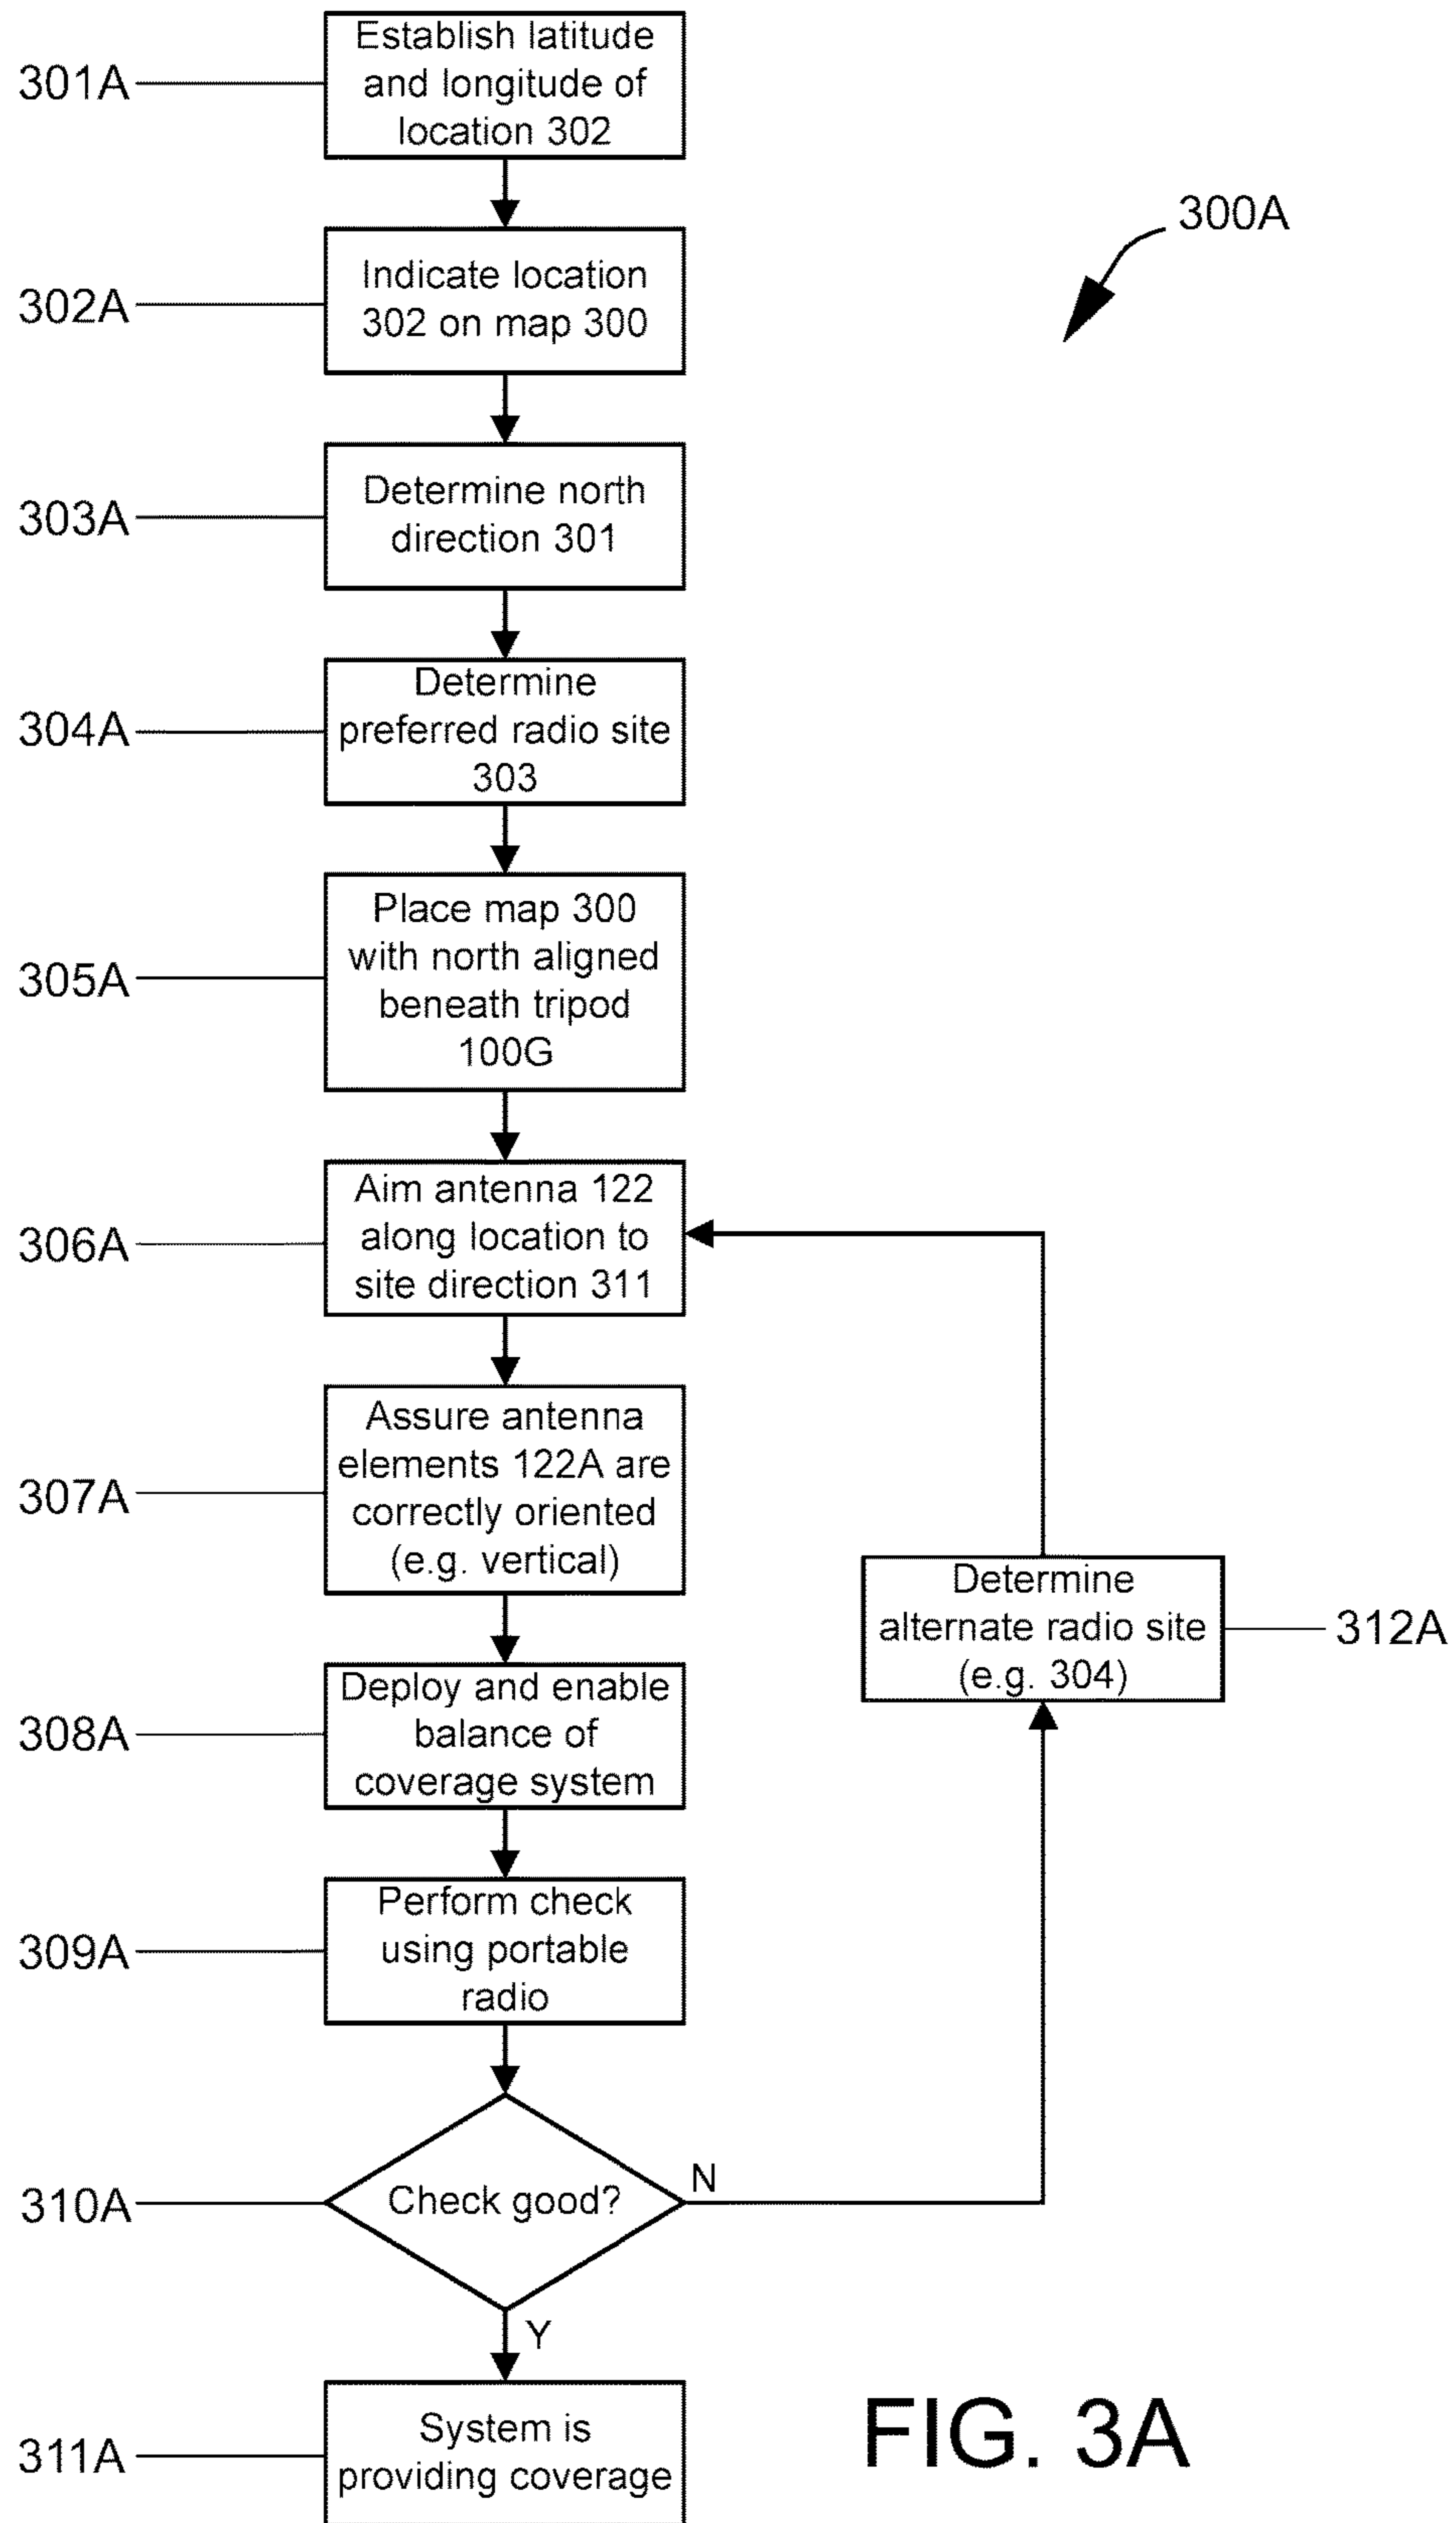 301A
Establish latitude
and longitude of
location 302
300A
302A
Indicate location
302 on map 300
303A
Determine north
direction 301
304A
Determine
preferred radio site
303
305A
Place map 300
with north aligned
beneath tripod
100G
306A
Aim antenna 122
along location to
site direction 311
307A
Assure antenna
elements 122A are
correctly oriented
(e.g. vertical)
Determine
alternate radio site
(e.g. 304)
312A
308A
Deploy and enable
balance of
coverage system
309A
Perform check
using portable
radio
310A
Check good?
N
Y
311A
System is
providing coverage
FIG. 3A